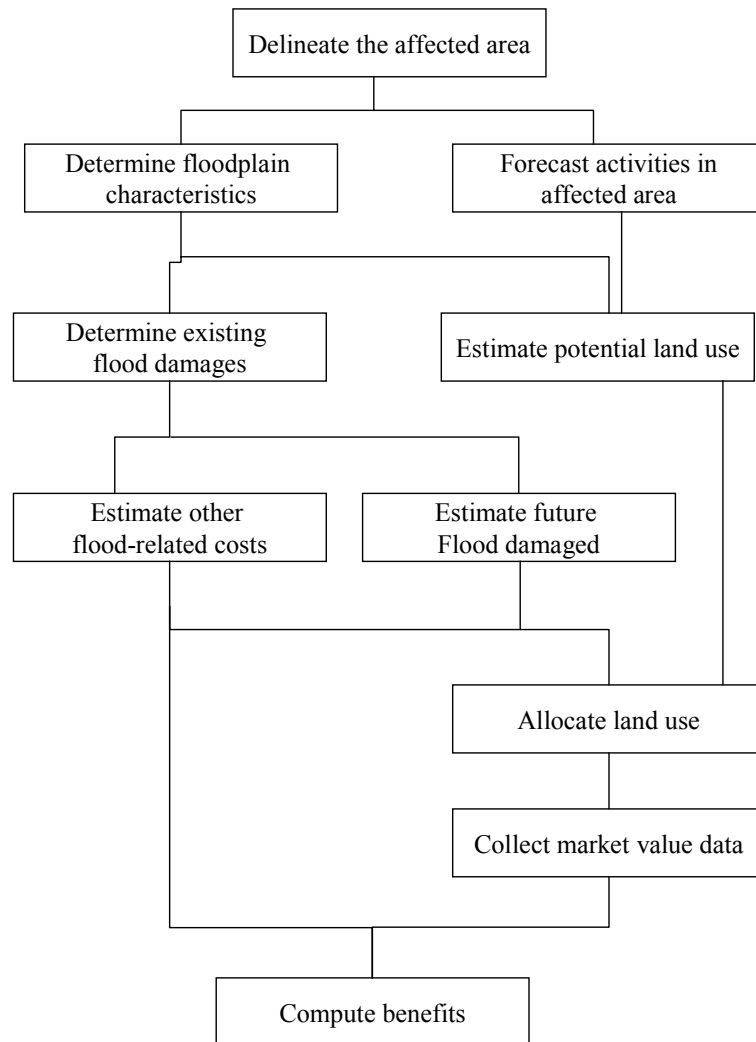 Delineate the affected area
Determine floodplain
characteristics
Forecast activities in
affected area
Determine existing
flood damages
Estimate potential land use
Estimate other
flood-related costs
Estimate future
Flood damaged
Allocate land use
Collect market value data
Compute benefits